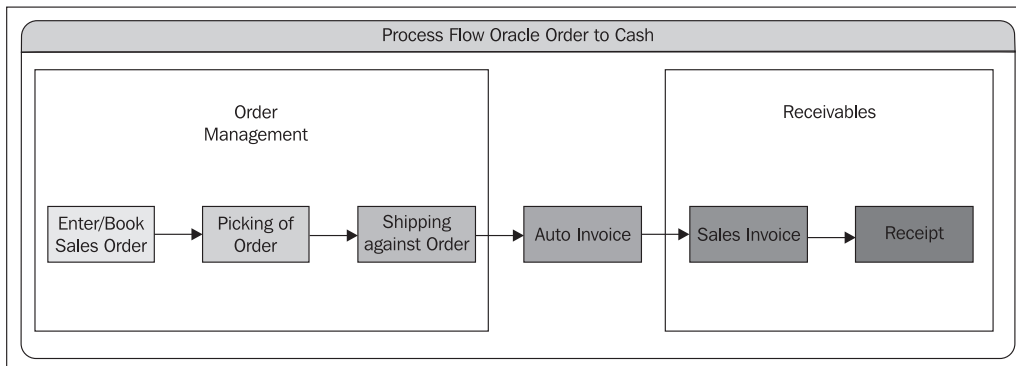 Process Flow Oracle Order to Cash
Order
Management
Receivables
Enter/Book
Sales Order
Picking of
Order
Shipping
against Order
Auto Invoice
Sales Invoice
Receipt